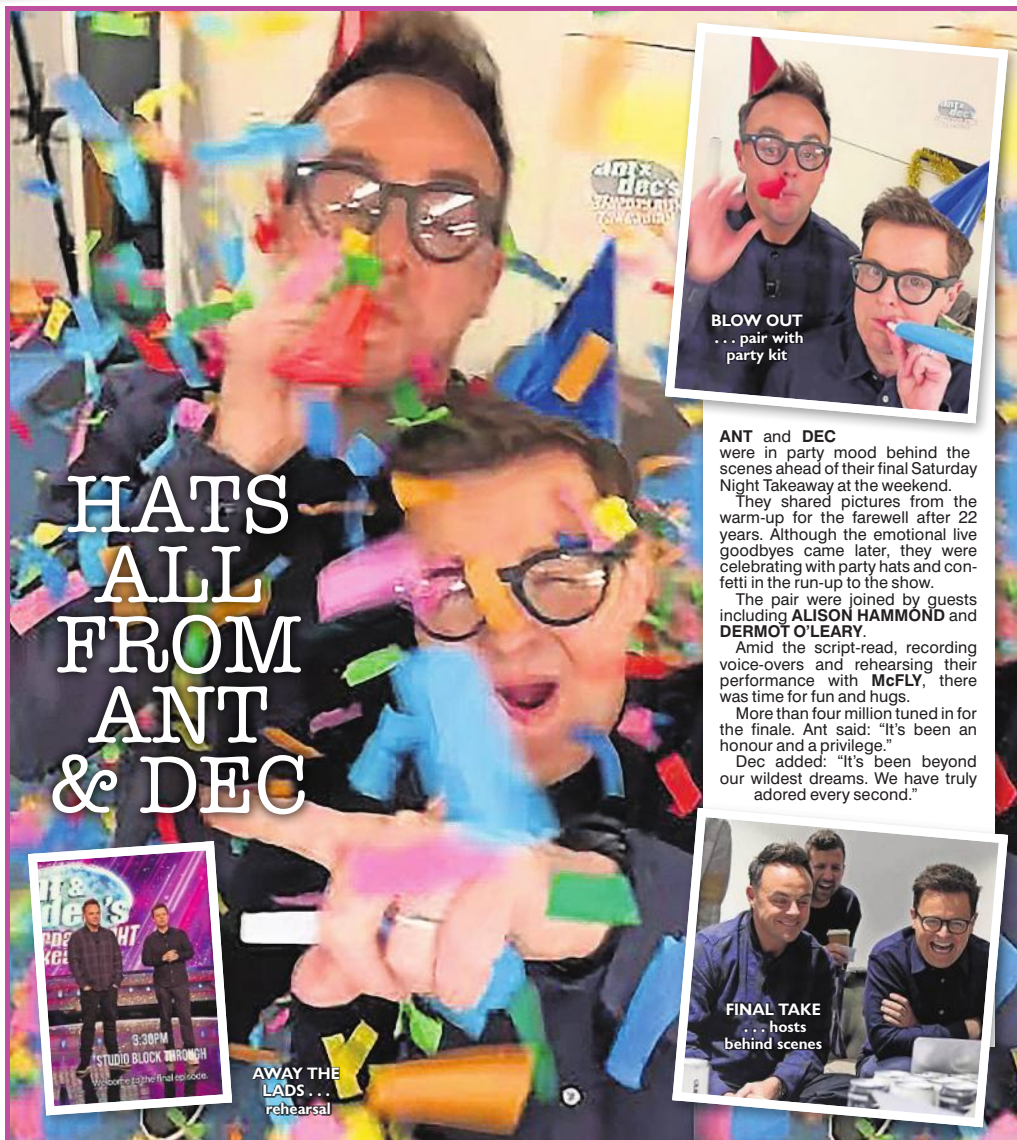 HATS
ALL
FROM
ANT
& DEC
ant &
dec's
BLOW OUT
. . . pair with
party kit
ANT and DEC
were in party mood behind the
scenes ahead of their final Saturday
Night Takeaway at the weekend.
They shared pictures from the
warm-up for the farewell after 22
years. Although the emotional live
goodbyes came later, they were
celebrating with party hats and con-
fetti in the run-up to the show.
The pair were joined by guests
including ALISON HAMMOND and
DERMOT O'LEARY.
Amid the script-read, recording
voice-overs and rehearsing their
performance with McFLY, there
was time for fun and hugs.
More than four million tuned in for
the finale. Ant said: “It's been an
honour and a privilege.”
Dec added: “It's been beyond
our wildest dreams. We have truly
adored every second.”
3:30PM
STUDIO BLOCK THROUGH
Welcome to the final episode.
AWAY THE
LADS . . .
rehearsal
FINAL TAKE
. . . hosts
behind scenes